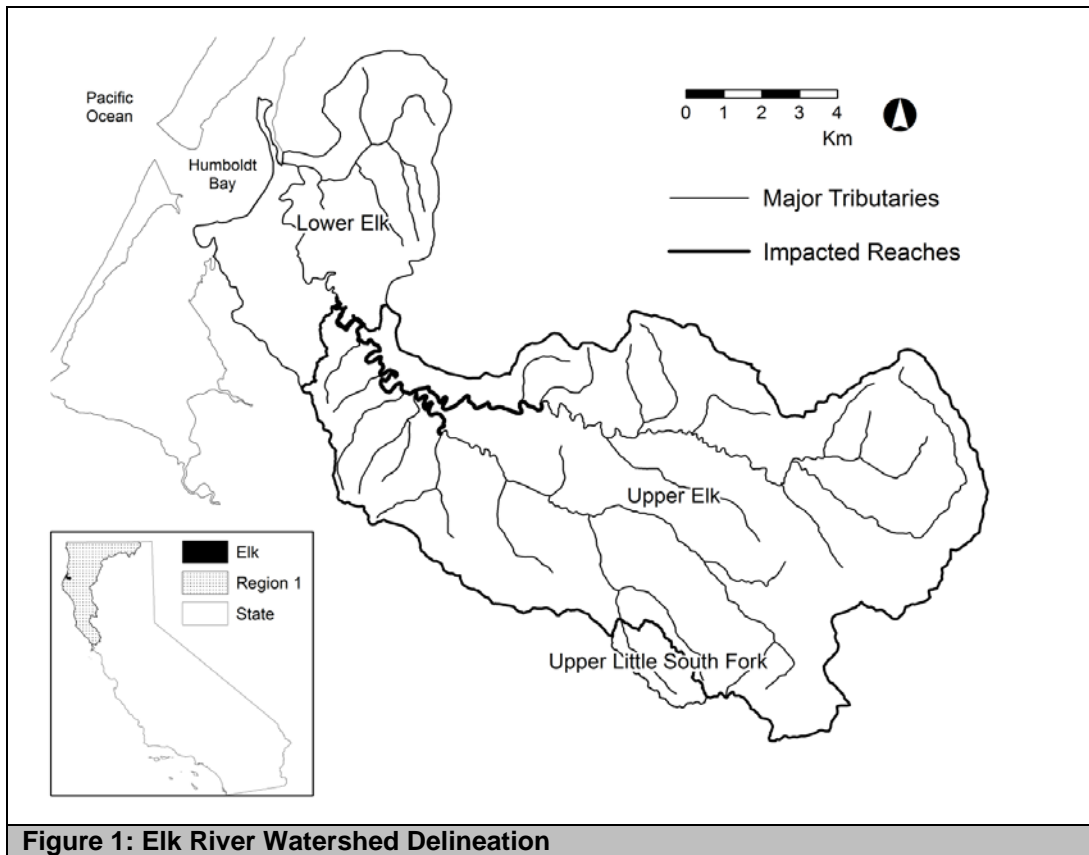 Pacific
Ocean
Humboldt
Bay
0 1 2 3 4
Km
Major Tributaries
Impacted Reaches
Lower Elk
Upper Elk
Upper Little South Fork
Elk
Region 1
State
Figure 1: Elk River Watershed Delineation